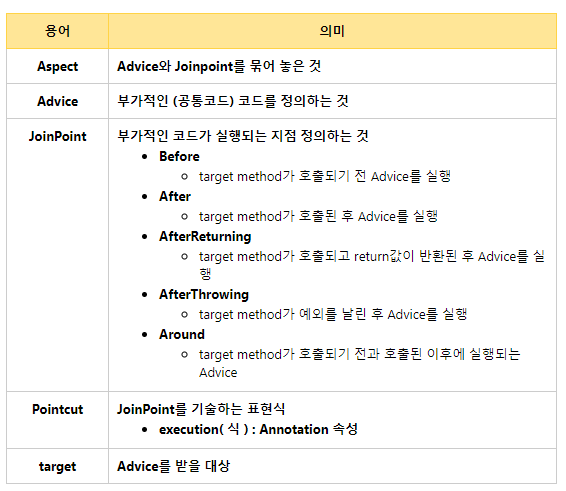 용어 의미
Aspect Advice와 Joinpoint를 묶어 놓은 것
Advice 부가적인 (공통코드) 코드를 정의하는 것
JoinPoint 부가적인 코드가 실행되는 지점 정의하는 것
• Before
◦ target method가 호출되기 전 Advice를 실행
• After
◦ target method가 호출된 후 Advice를 실행
• AfterReturning
◦ target method가 호출되고 return값이 반환된 후 Advice를 실
행
• AfterThrowing
◦ target method가 예외를 날린 후 Advice를 실행
• Around
◦ target method가 호출되기 전과 호출된 이후에 실행되는
Advice
Pointcut JoinPoint를 기술하는 표현식
• execution( 식 ) : Annotation 속성
target Advice를 받을 대상